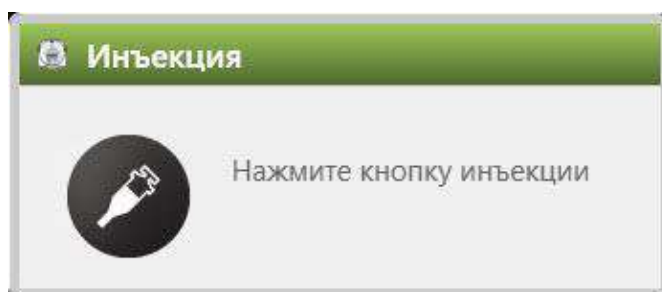 Инъекция
Нажмите кнопку инъекции